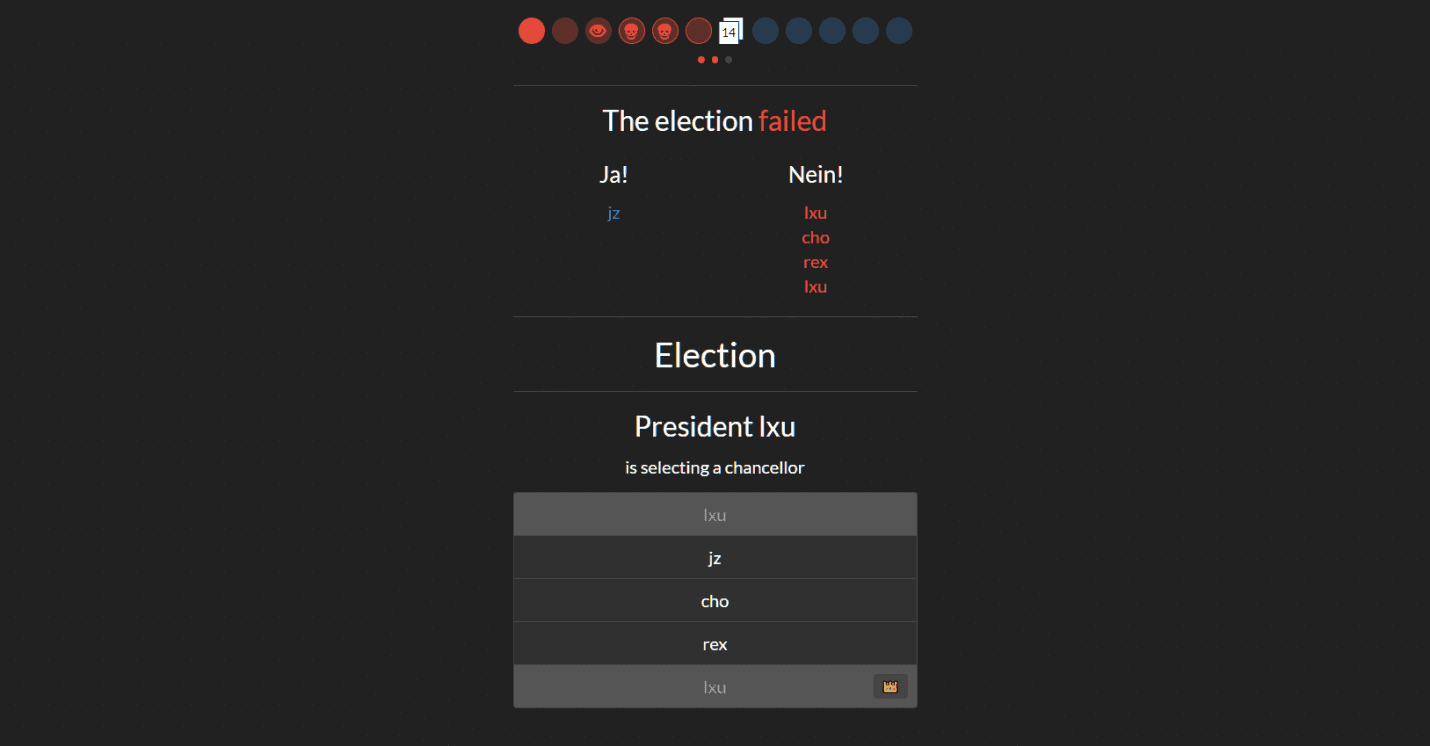 14
The election failed
Ja!
Nein!
jz
lxu
cho
rex
lxu
Election
President lxu
is selecting a chancellor
lxu
jz
cho
rex
lxu